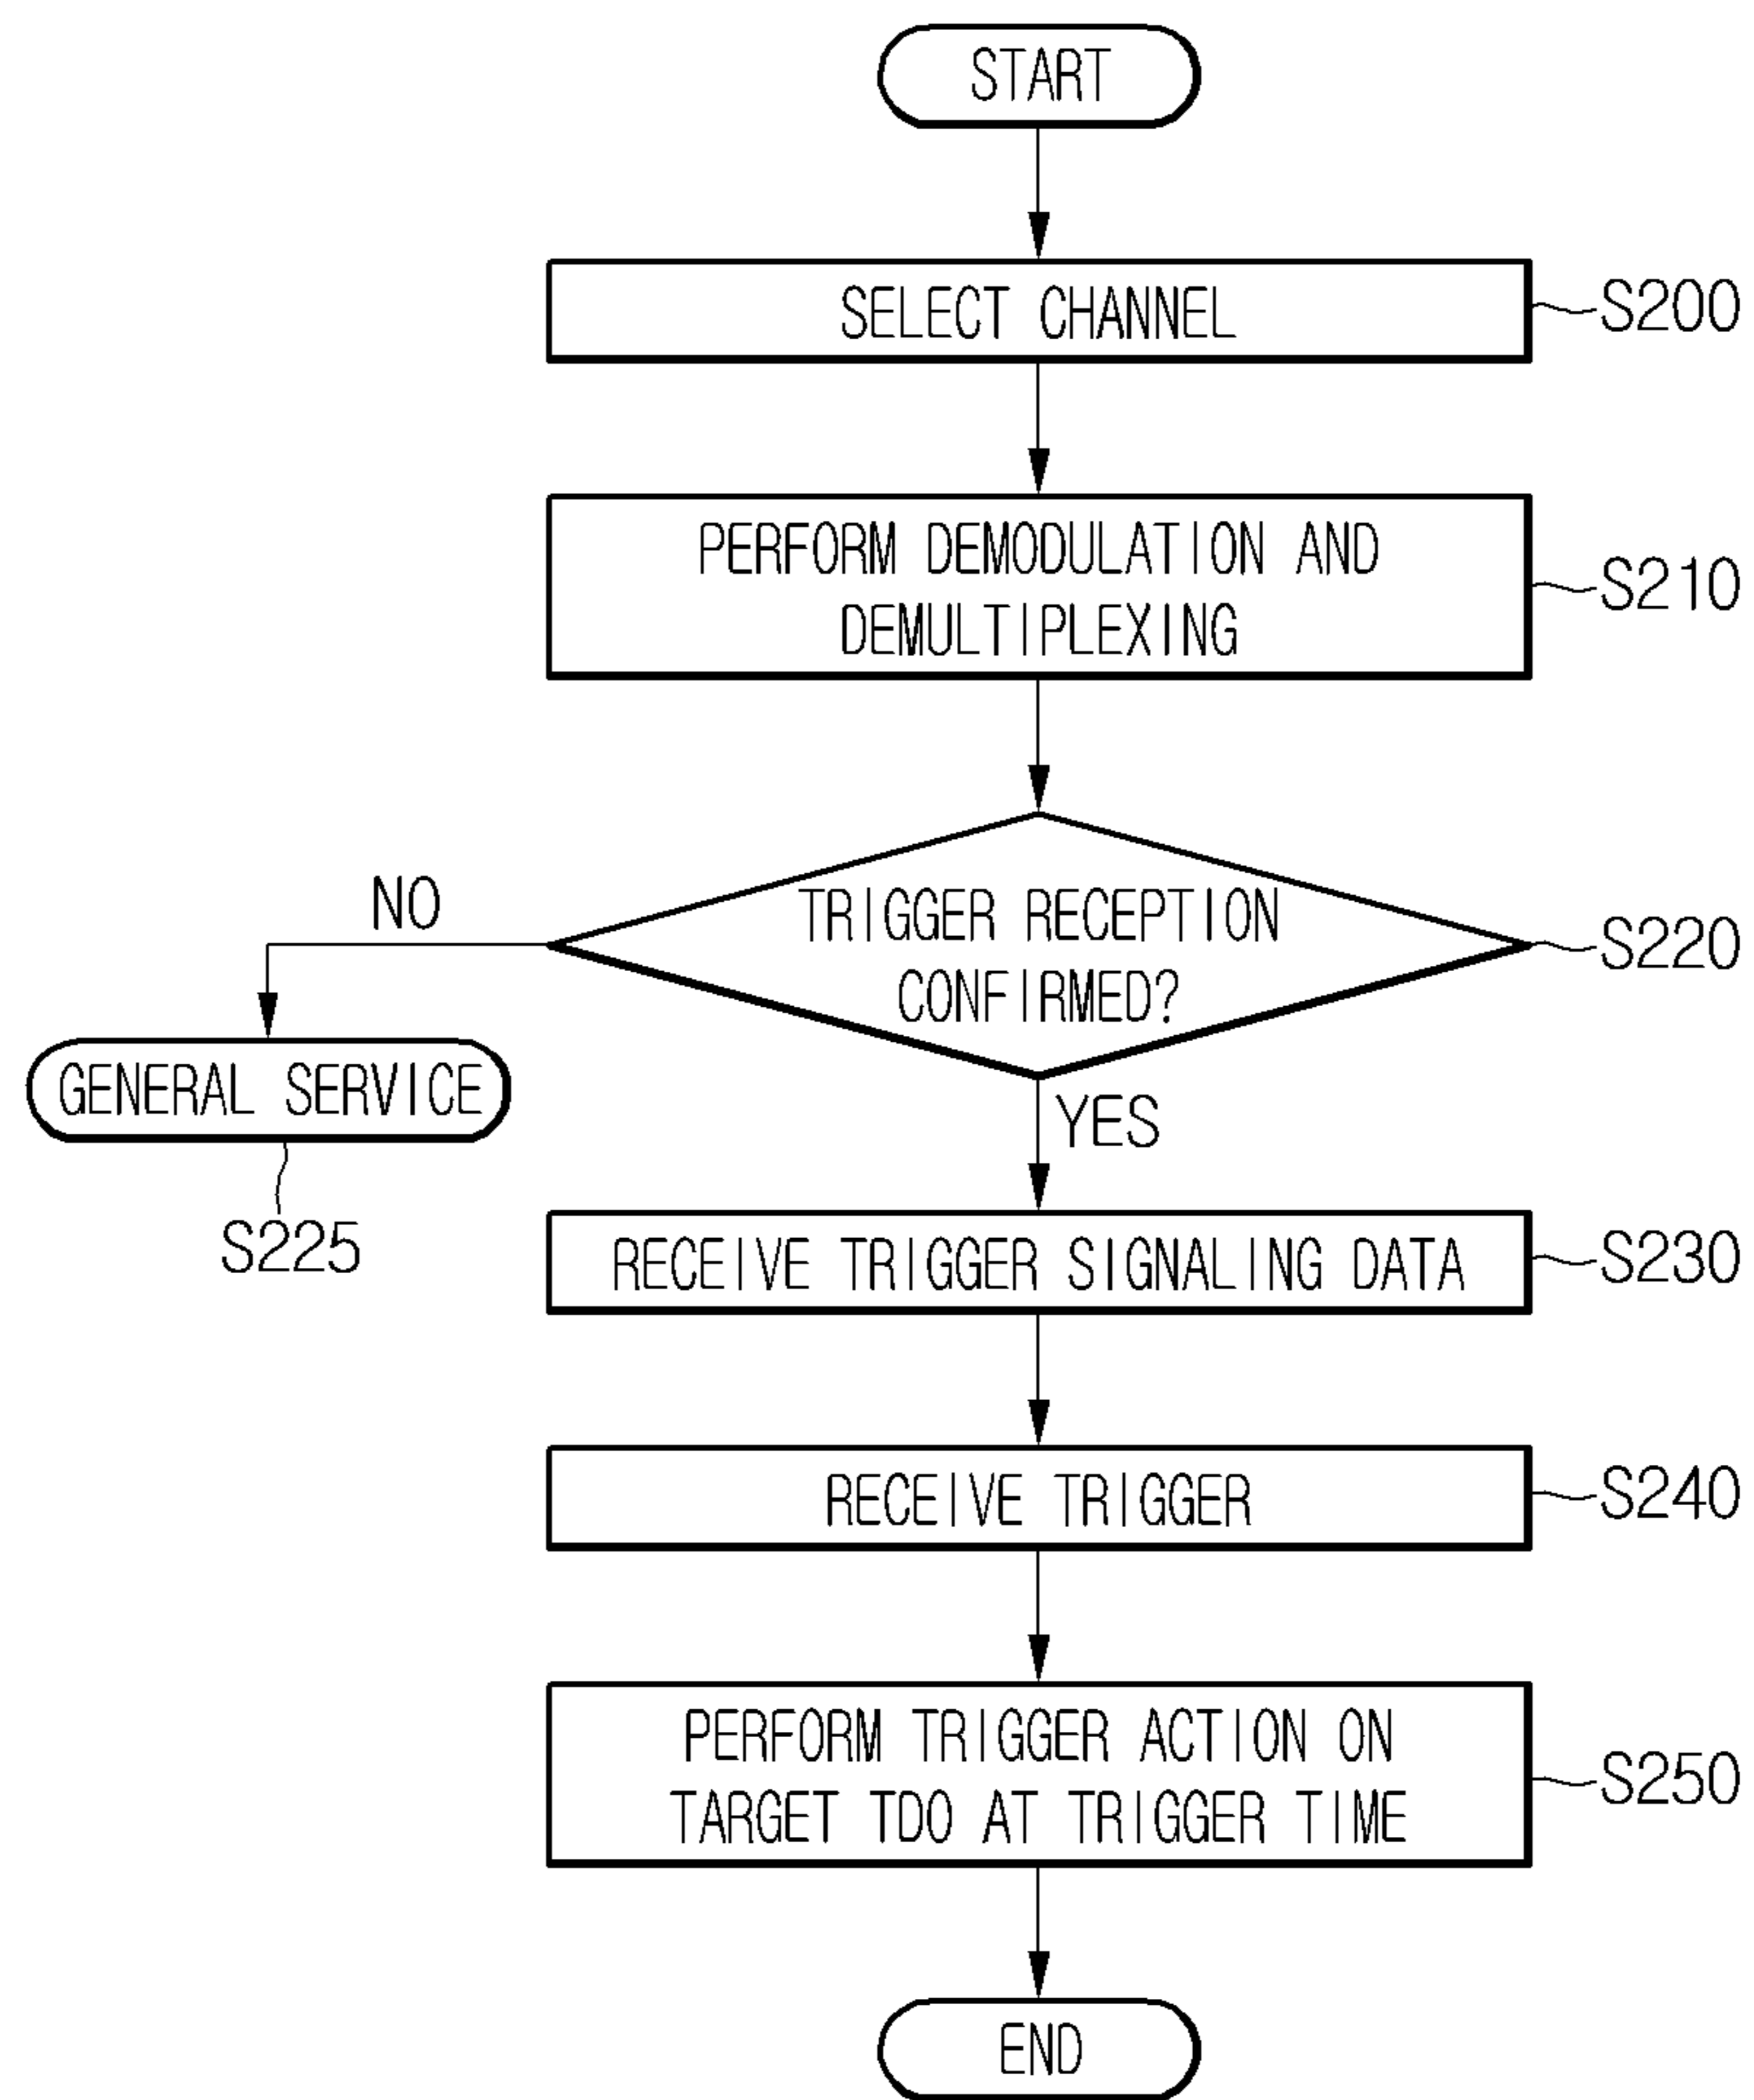 START
SELECT CHANNEL
S200
PERFORM DEMODULATION AND
DEMULTIPLEXING
S210
TRIGGER RECEPTION
CONFIRMED?
S220
NO
GENERAL SERVICE
S225
YES
RECEIVE TRIGGER SIGNALING DATA
S230
RECEIVE TRIGGER
S240
PERFORM TRIGGER ACTION ON
TARGET TDO AT TRIGGER TIME
S250
END